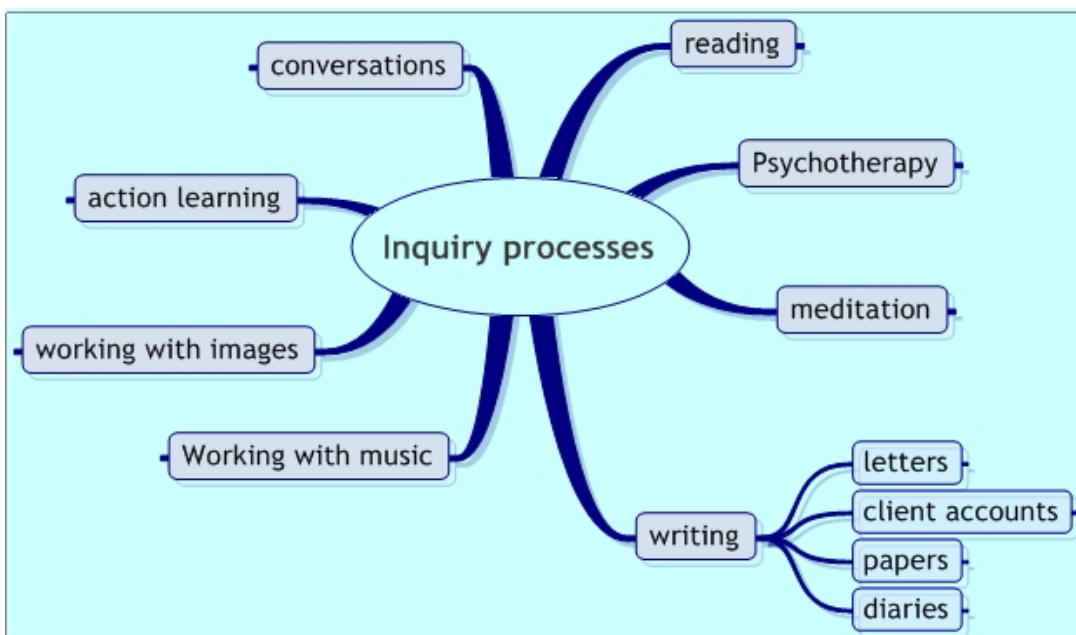 Inquiry processes
reading
Psychotherapy
meditation
writing
letters
client accounts
papers
diaries
Working with music
working with images
action learning
conversations